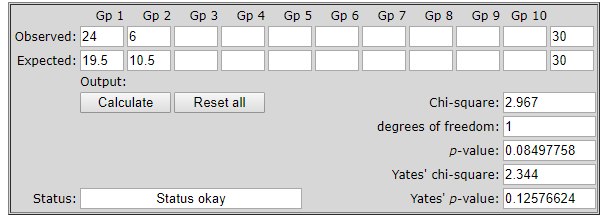 Gp 1 Gp 2 Gp 3 Gp 4 Gp 5 Gp 6 Gp 7 Gp 8 Gp 9 Gp 10
Observed: 24 6 30
Expected: 19.5 10.5 30
Output:
Calculate Reset all Chi-square: 2.967
degrees of freedom: 1
p-value: 0.08497758
Yates' chi-square: 2.344
Status: Status okay Yates' p-value: 0.12576624